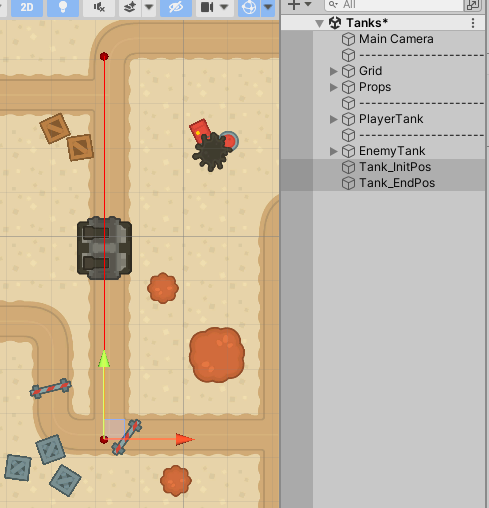 2D
All
Tanks*
Main Camera
--------------------
Grid
Props
--------------------
PlayerTank
--------------------
EnemyTank
Tank_InitPos
Tank_EndPos